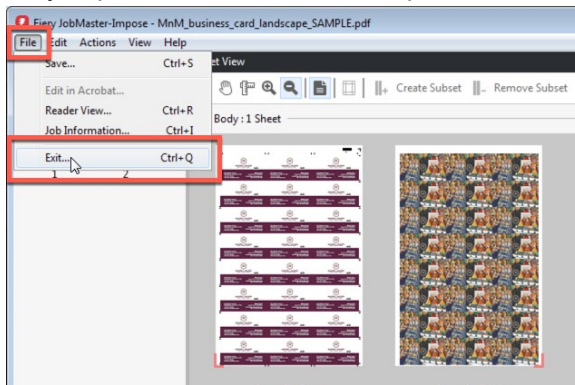 Fiery JobMaster-Impose - MnM_business_card_landscape_SAMPLE.pdf
File Edit Actions View Help
Save... Ctrl+S
et View
Edit in Acrobat...
Create Subset Remove Subset
Reader View... Ctrl+R
Body : 1 Sheet
Job Information... Ctrl+I
Exit... Ctrl+Q
1 2